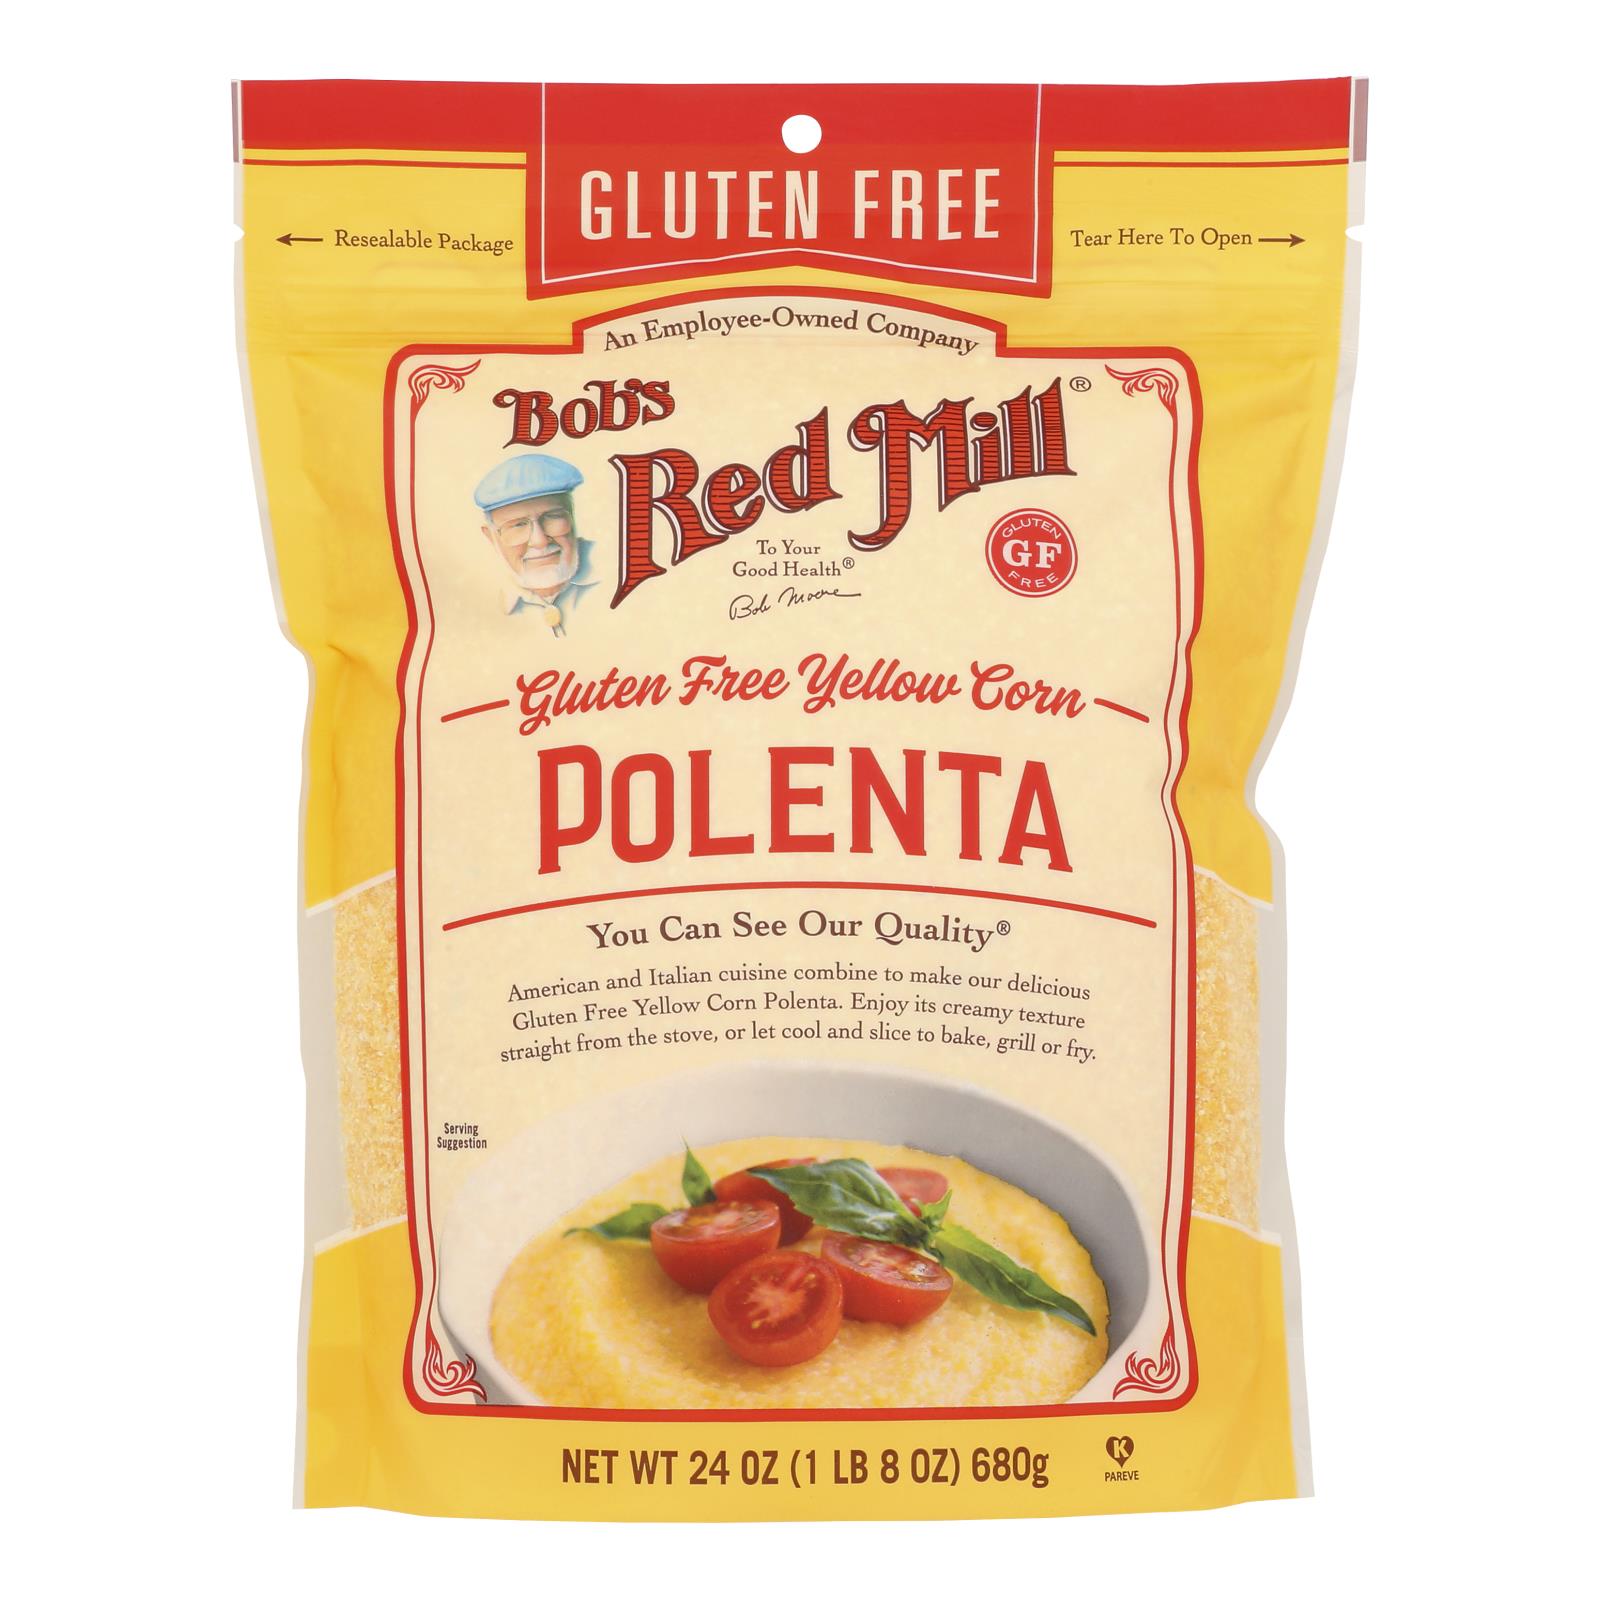 GLUTEN FREE
← Resealable Package
Tear Here To Open →
An Employee-Owned Company
Bob's
Red Mill®
To Your
Good Health®
Bob Moore
GLUTEN
GF
FREE
Gluten Free Yellow Corn
POLENTA
You Can See Our Quality®
American and Italian cuisine combine to make our delicious
Gluten Free Yellow Corn Polenta. Enjoy its creamy texture
straight from the stove, or let cool and slice to bake, grill or fry.
Serving
Suggestion
NET WT 24 OZ (1 LB 8 OZ) 680g
K
PAREVE